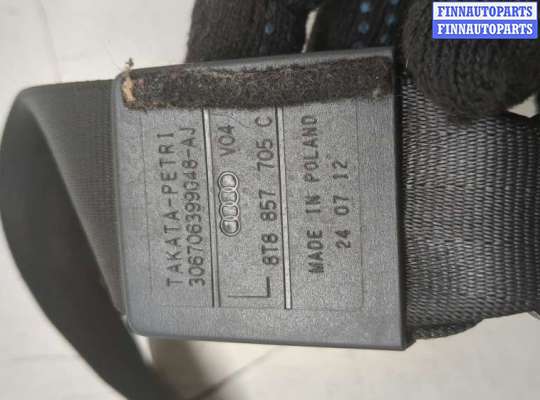 FINNAUTOPARTS
FINNAUTOPARTS
TAKATA-PETRI
306706399048-AJ
V04
L 8T8 857 705 C
MADE IN POLAND
24 07 12